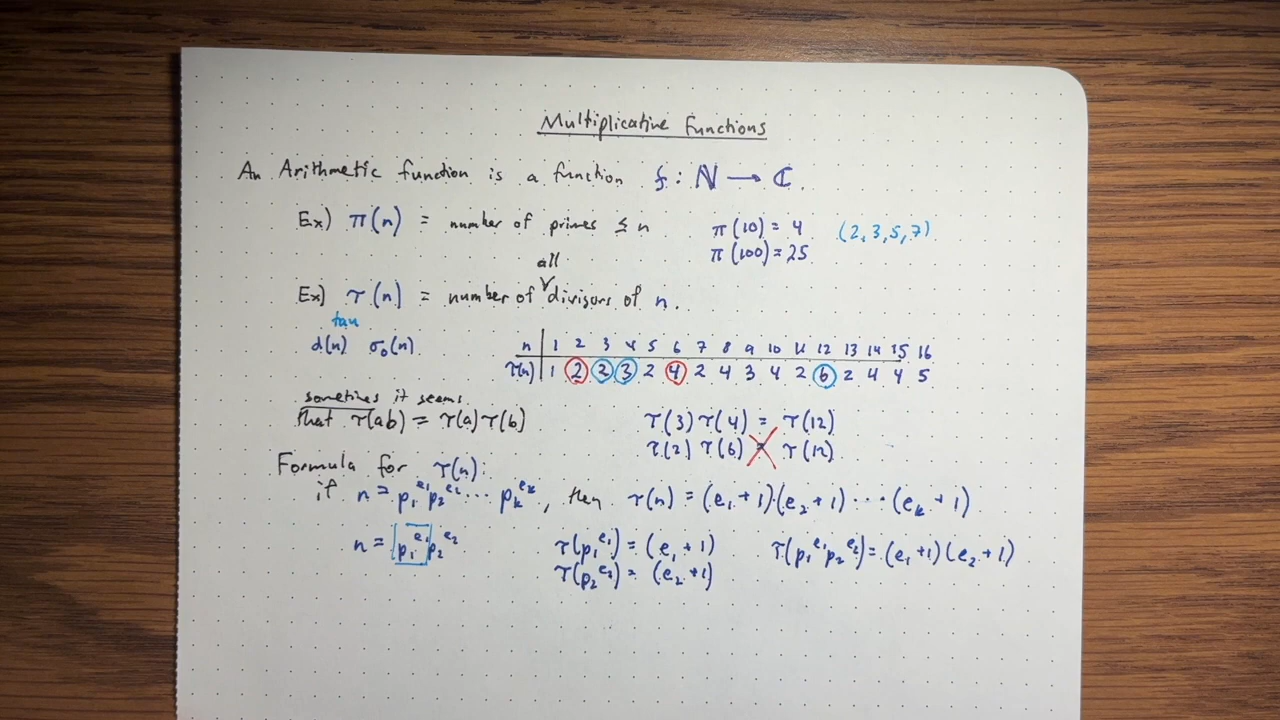 Multiplicative Functions
An Arithmetic function is a function f : ℕ → ℂ.
Ex) π(n) = number of primes ≤ n π(10) = 4 (2,3,5,7)
π(100) = 25
all
Ex) τ(n) = number of divisors of n.
tau
d(n) σ₀(n)
n 1 2 3 4 5 6 7 8 9 10 11 12 13 14 15 16
τ(n) 1 2 2 3 2 4 2 4 3 4 2 6 2 4 4 5
sometimes it seems
that τ(ab) = τ(a)τ(b)
τ(3)τ(4) = τ(12)
τ(2)τ(6) = τ(12)
Formula for τ(n):
if n = p₁^e₁ p₂^e₂ ⋯ pₖ^eₖ, then τ(n) = (e₁+1)·(e₂+1)⋯(eₖ+1)
n = p₁^e₁ p₂^e₂ τ(p₁^e₁) = (e₁+1) τ(p₁^e₁ p₂^e₂) = (e₁+1)(e₂+1)
τ(p₂^e₂) = (e₂+1)